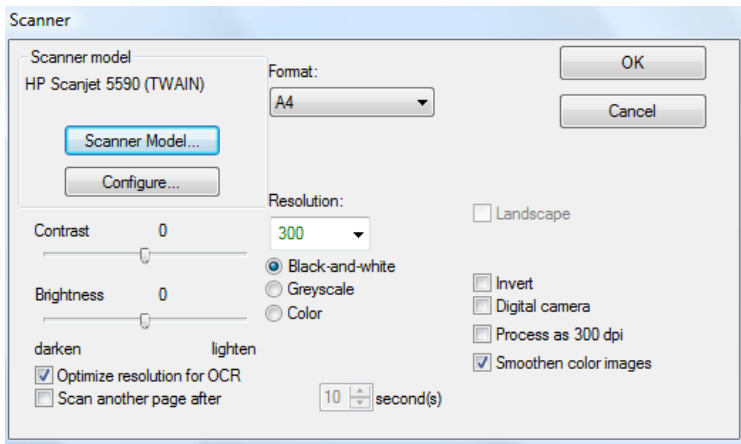 Scanner
Scanner model
HP Scanjet 5590 (TWAIN)
Scanner Model...
Configure...
Format:
A4
OK
Cancel
Contrast 0
Brightness 0
darken lighten
Resolution:
300
Black-and-white
Greyscale
Color
Landscape
Invert
Digital camera
Process as 300 dpi
Smoothen color images
Optimize resolution for OCR
Scan another page after 10 second(s)